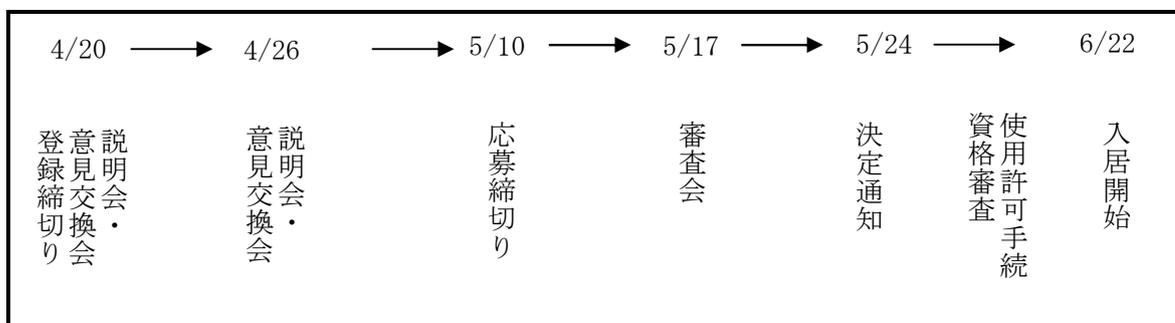 4/20 → 4/26 → 5/10 → 5/17 → 5/24 → 6/22
説明会・
意見交換会
登録締切り
説明会・
意見交換会
応募締切り
審査会
決定通知
使用許可手続
資格審査
入居開始